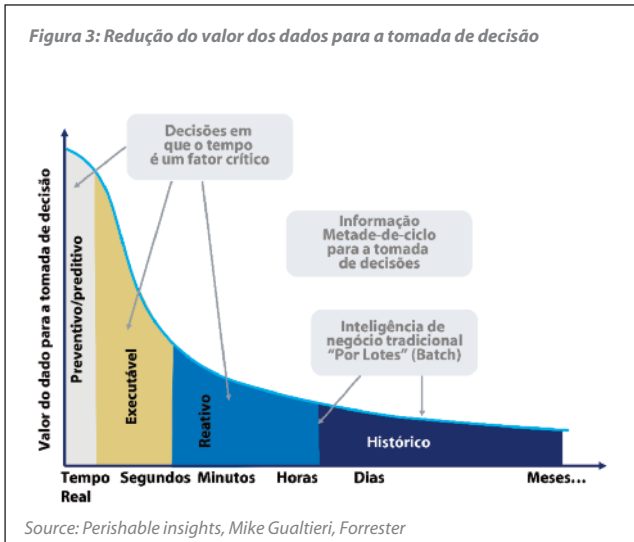 Figura 3: Redução do valor dos dados para a tomada de decisão
Valor do dado para a tomada de decisão
Decisões em
que o tempo
é um fator crítico
Informação
Metade-de-ciclo
para a tomada
de decisões
Inteligência de
negócio tradicional
“Por Lotes” (Batch)
Preventivo/preditivo
Executável
Reativo
Histórico
Tempo
Real
Segundos
Minutos
Horas
Dias
Meses...
Source: Perishable insights, Mike Gualtieri, Forrester